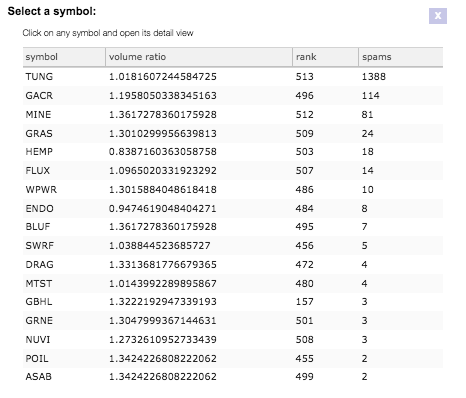 Select a symbol:
X
Click on any symbol and open its detail view
symbol volume ratio rank spams
TUNG 1.0181607244584725 513 1388
GACR 1.1958050338345163 496 114
MINE 1.3617278360175928 512 81
GRAS 1.3010299956639813 509 24
HEMP 0.8387160363058758 503 18
FLUX 1.0965020331923292 507 14
WPWR 1.3015884048618418 486 10
ENDO 0.9474619048404271 484 8
BLUF 1.3617278360175928 495 7
SWRF 1.038844523685727 456 5
DRAG 1.3313681776679365 472 4
MTST 1.0143992289895867 480 4
GBHL 1.3222192947339193 157 3
GRNE 1.3047999367144631 501 3
NUVI 1.2732610952733439 508 3
POIL 1.3424226808222062 455 2
ASAB 1.3424226808222062 499 2